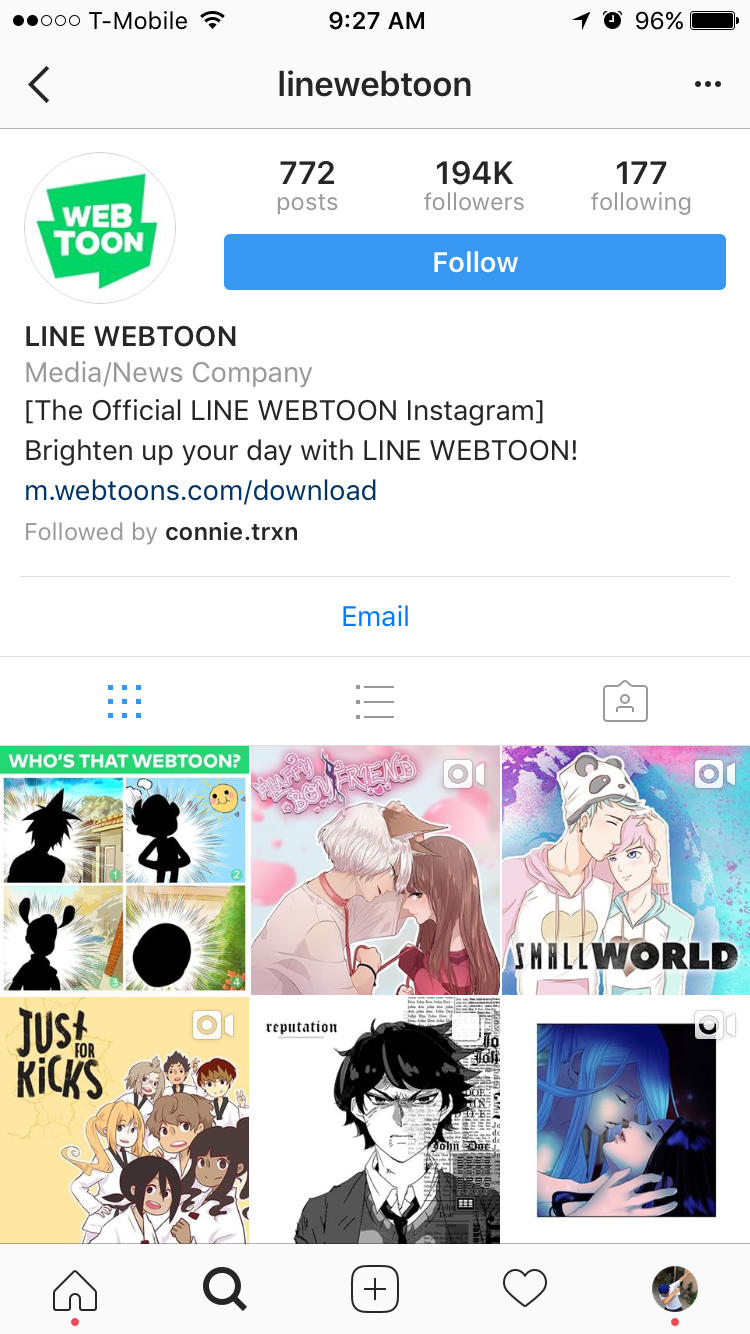 T-Mobile 9:27 AM 96%
linewebtoon
772 194K 177
posts followers following
WEB
TOON
Follow
LINE WEBTOON
Media/News Company
[The Official LINE WEBTOON Instagram]
Brighten up your day with LINE WEBTOON!
m.webtoons.com/download
Followed by connie.trxn
Email
WHO'S THAT WEBTOON?
1
2
3
4
FLUFFY
BOYFRIEND
SMALL WORLD
JUST
FOR
KICKS
reputation
John Doe